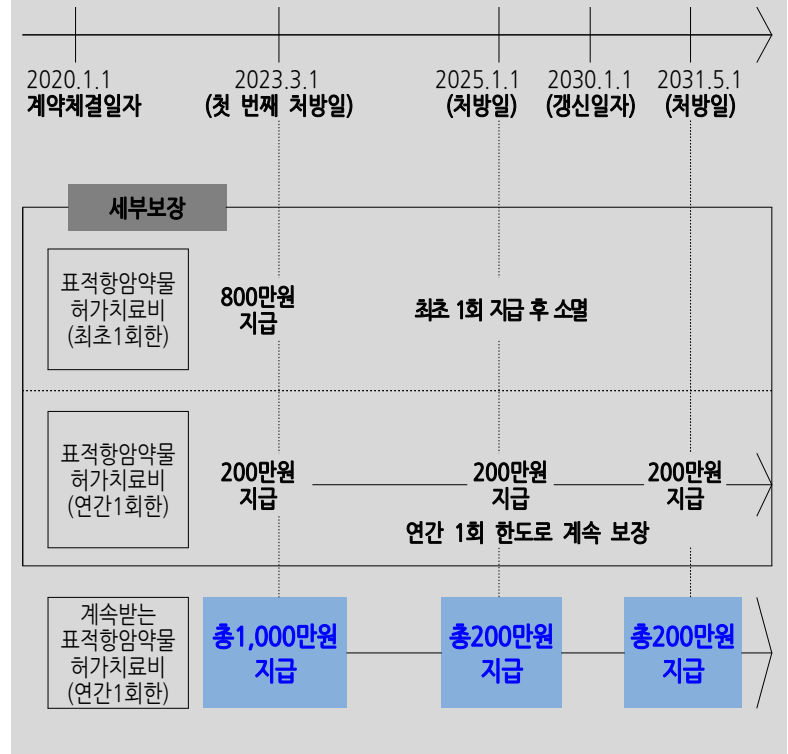 2020.1.1 2023.3.1 2025.1.1 2030.1.1 2031.5.1
계약체결일자 (첫 번째 처방일) (처방일) (갱신일자) (처방일)
세부보장
표적항암약물
허가치료비
(최초1회한)
800만원
지급
최초 1회 지급 후 소멸
표적항암약물
허가치료비
(연간1회한)
200만원
지급
200만원
지급
200만원
지급
연간 1회 한도로 계속 보장
계속받는
표적항암약물
허가치료비
(연간1회한)
총1,000만원
지급
총200만원
지급
총200만원
지급